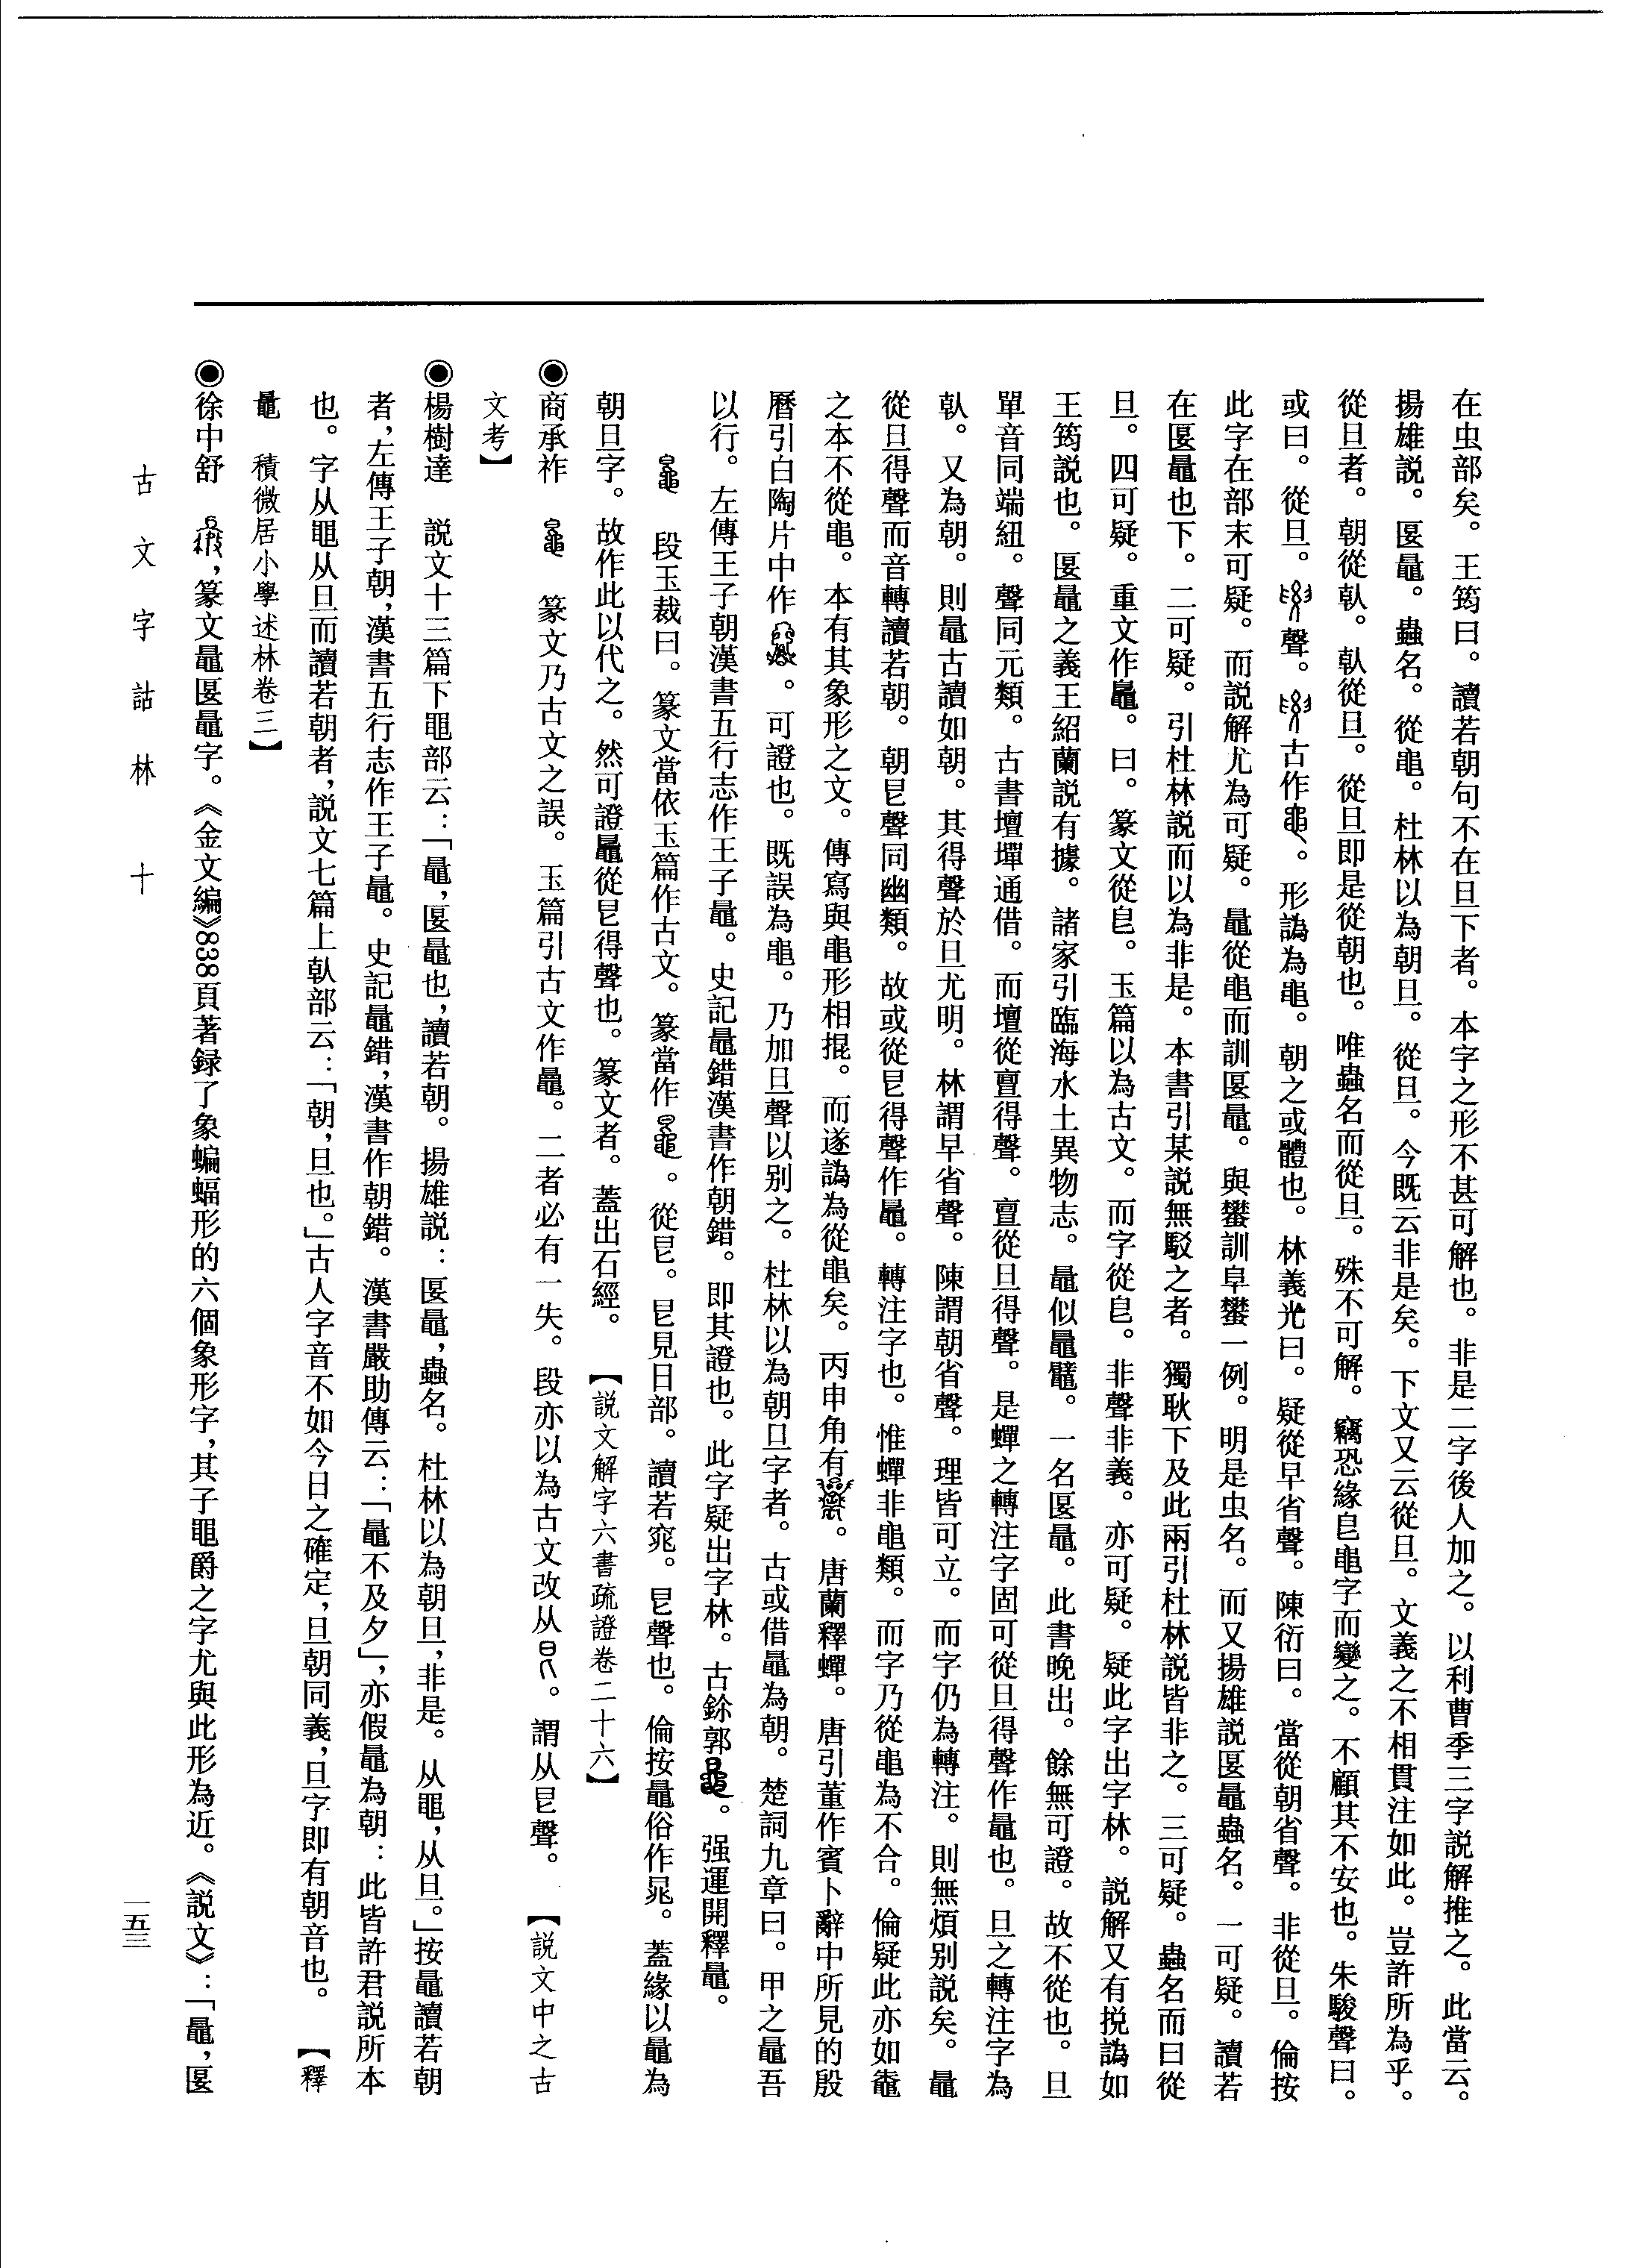 在虫部矣。王筠曰。讀若朝句不在旦下者。本字之形不甚可解也。非是二字後人加之。以利曹季三字説解推之。此當云。
揚雄説。匽鼂。蟲名。從黽。杜林以為朝旦。從旦。今既云非是矣。下文又云從旦。文義之不相貫注如此。豈許所為乎。
從旦者。朝從倝。倝從旦。從旦即是從朝也。唯蟲名而從旦。殊不可解。竊恐緣皀黽字而變之。不顧其不安也。朱駿聲曰。
或曰。從旦。聲。古作。形譌為黽。朝之或體也。林義光曰。疑從早省聲。陳衍曰。當從朝省聲。非從旦。倫按
此字在部末可疑。而説解尤為可疑。鼂從黽而訓匽鼂。與蠜訓阜蠜一例。明是虫名。而又揚雄説匽鼂蟲名。一可疑。讀若
在匽鼂也下。二可疑。引杜林説而以為非是。本書引某説無駁之者。獨耿下及此兩引杜林説皆非之。三可疑。蟲名而曰從
旦。四可疑。重文作。曰。篆文從皀。玉篇以為古文。而字從皀。非聲非義。亦可疑。疑此字出字林。説解又有挩譌如
王筠説也。匽鼂之義王紹蘭説有據。諸家引臨海水土異物志。鼂似鼊。一名匽鼂。此書晚出。餘無可證。故不從也。旦
單音同端紐。聲同元類。古書壇墠通借。而壇從亶得聲。亶從旦得聲。是蟬之轉注字固可從旦得聲作鼂也。旦之轉注字為
倝。又為朝。則鼂古讀如朝。其得聲於旦尤明。林謂早省聲。陳謂朝省聲。理皆可立。而字仍為轉注。則無煩別説矣。鼂
從旦得聲而音轉讀若朝。朝皀聲同幽類。故或從皀得聲作。轉注字也。惟蟬非黽類。而字乃從黽為不合。倫疑此亦如鼀
之本不從黽。本有其象形之文。傳寫與黽形相掍。而遂譌為從黽矣。丙申角有。唐蘭釋蟬。唐引董作賓卜辭中所見的殷
曆引白陶片中作。可證也。既誤為黽。乃加旦聲以別之。杜林以為朝旦字者。古或借鼂為朝。楚詞九章曰。甲之鼂吾
以行。左傳王子朝漢書五行志作王子鼂。史記鼂錯漢書作朝錯。即其證也。此字疑出字林。古鉨郭。强運開釋鼂。
段玉裁曰。篆文當依玉篇作古文。篆當作。從皀。皀見日部。讀若窕。皀聲也。倫按鼂俗作晁。蓋緣以鼂為
朝旦字。故作此以代之。然可證從皀得聲也。篆文者。蓋出石經。【説文解字六書疏證卷二十六】
◉商承祚 篆文乃古文之誤。玉篇引古文作鼂。二者必有一失。段亦以為古文改从。謂从皀聲。【説文中之古
文考】
◉楊樹達 説文十三篇下黽部云：「鼂，匽鼂也，讀若朝。揚雄説：匽鼂，蟲名。杜林以為朝旦，非是。从黽，从旦。」按鼂讀若朝
者，左傳王子朝，漢書五行志作王子鼂。史記鼂錯，漢書作朝錯。漢書嚴助傳云：「鼂不及夕」，亦假鼂為朝：此皆許君説所本
也。字从黽从旦而讀若朝者，説文七篇上倝部云：「朝，旦也。」古人字音不如今日之確定，旦朝同義，旦字即有朝音也。【釋
鼂 積微居小學述林卷三】
◉徐中舒 ，篆文鼂匽鼂字。《金文編》838頁著録了象蝙蝠形的六個象形字，其子黽爵之字尤與此形為近。《説文》：「鼂，匽
古文字詁林 十
一五三